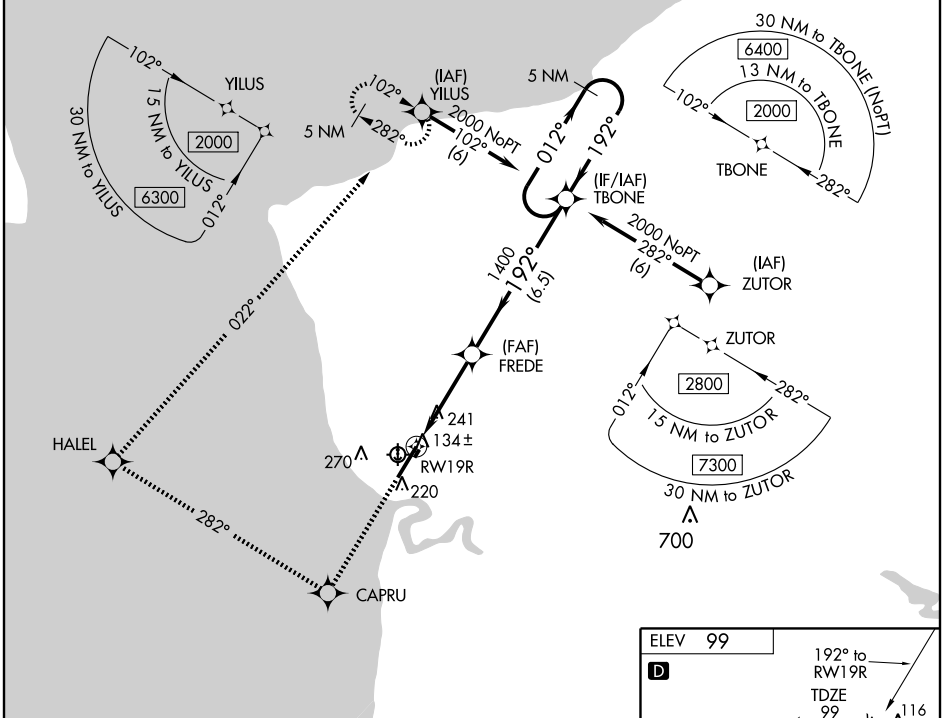 102°
YILUS
15 NM to YILUS
2000
30 NM to YILUS
6300
012°
102°
(IAF)
YILUS
5 NM
282°
2000 NoPT
102°
(6)
5 NM
012°
192°
(IF/IAF)
TBONE
30 NM to TBONE (NoPT)
6400
13 NM to TBONE
2000
102°
TBONE
282°
2000 NoPT
282°
(6)
(IAF)
ZUTOR
1400
192°
(6.5)
022°
(FAF)
FREDE
ZUTOR
2800
012°
282°
15 NM to ZUTOR
7300
30 NM to ZUTOR
700
241
134±
270
RW19R
220
HALEL
282°
CAPRU
ELEV 99
D
192° to
RW19R
TDZE
99
116